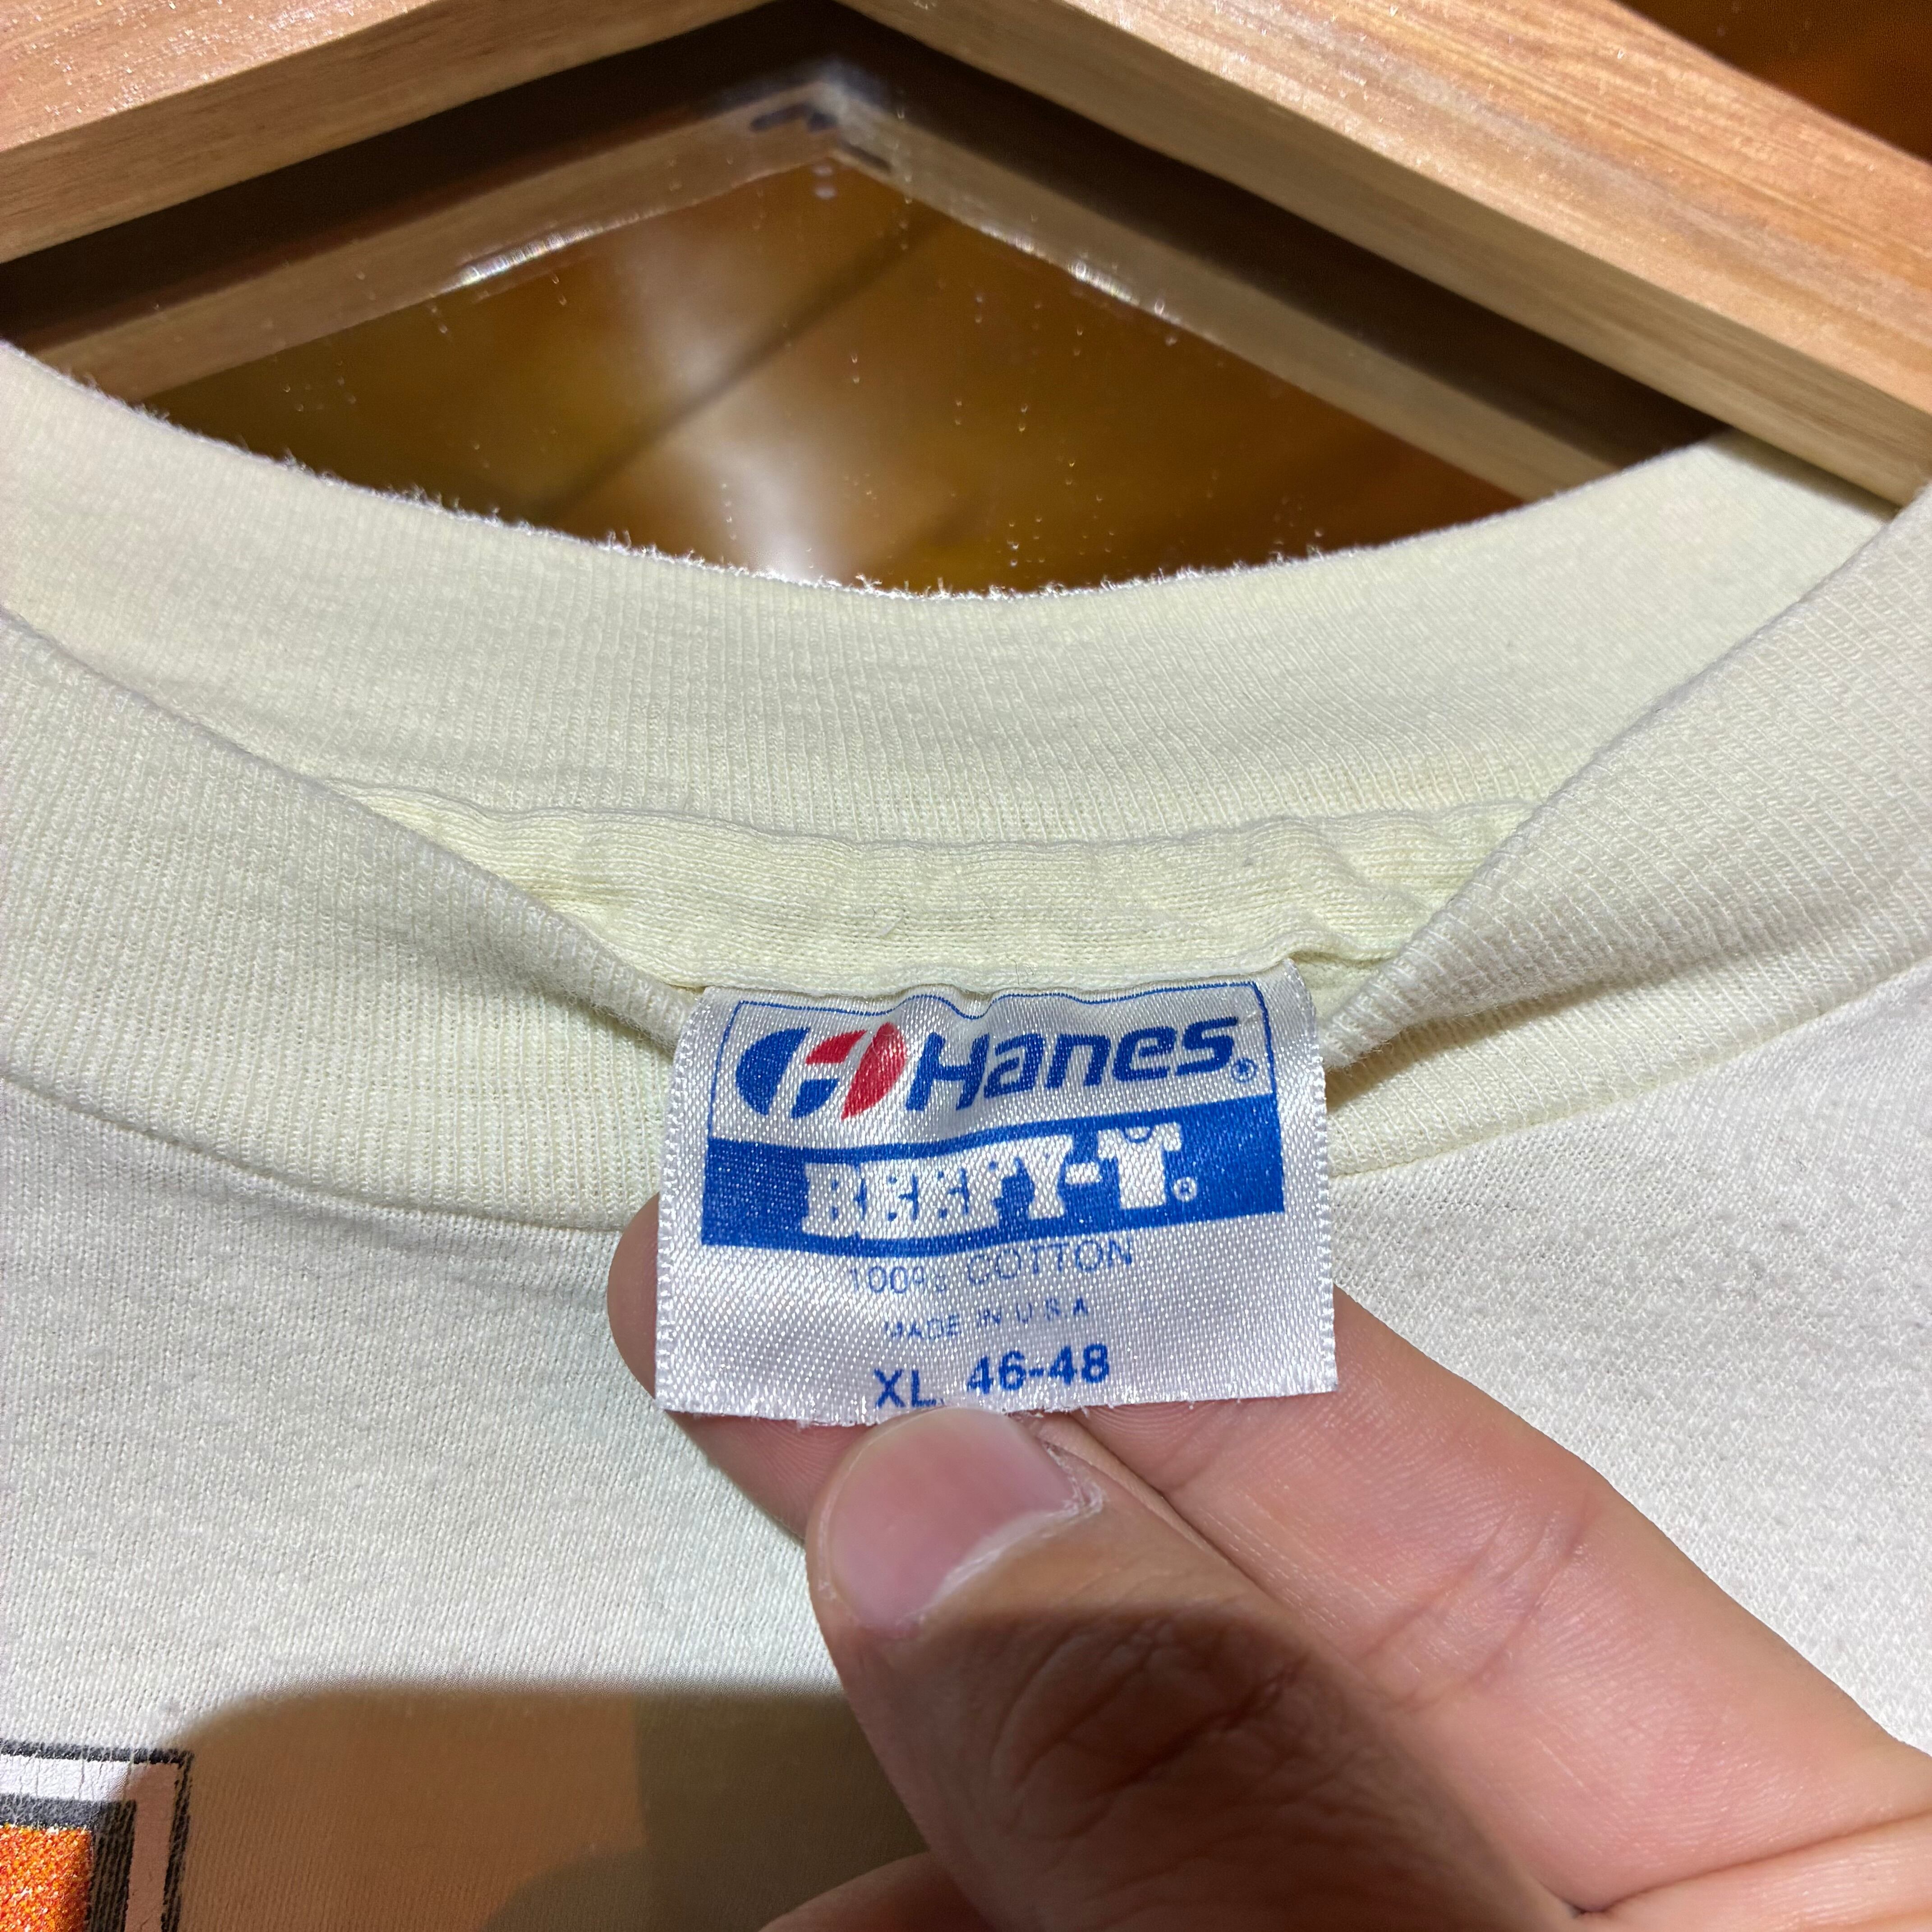 Hanes®
BEEFY-T®
100% COTTON
MADE IN U.S.A
XL. 46-48